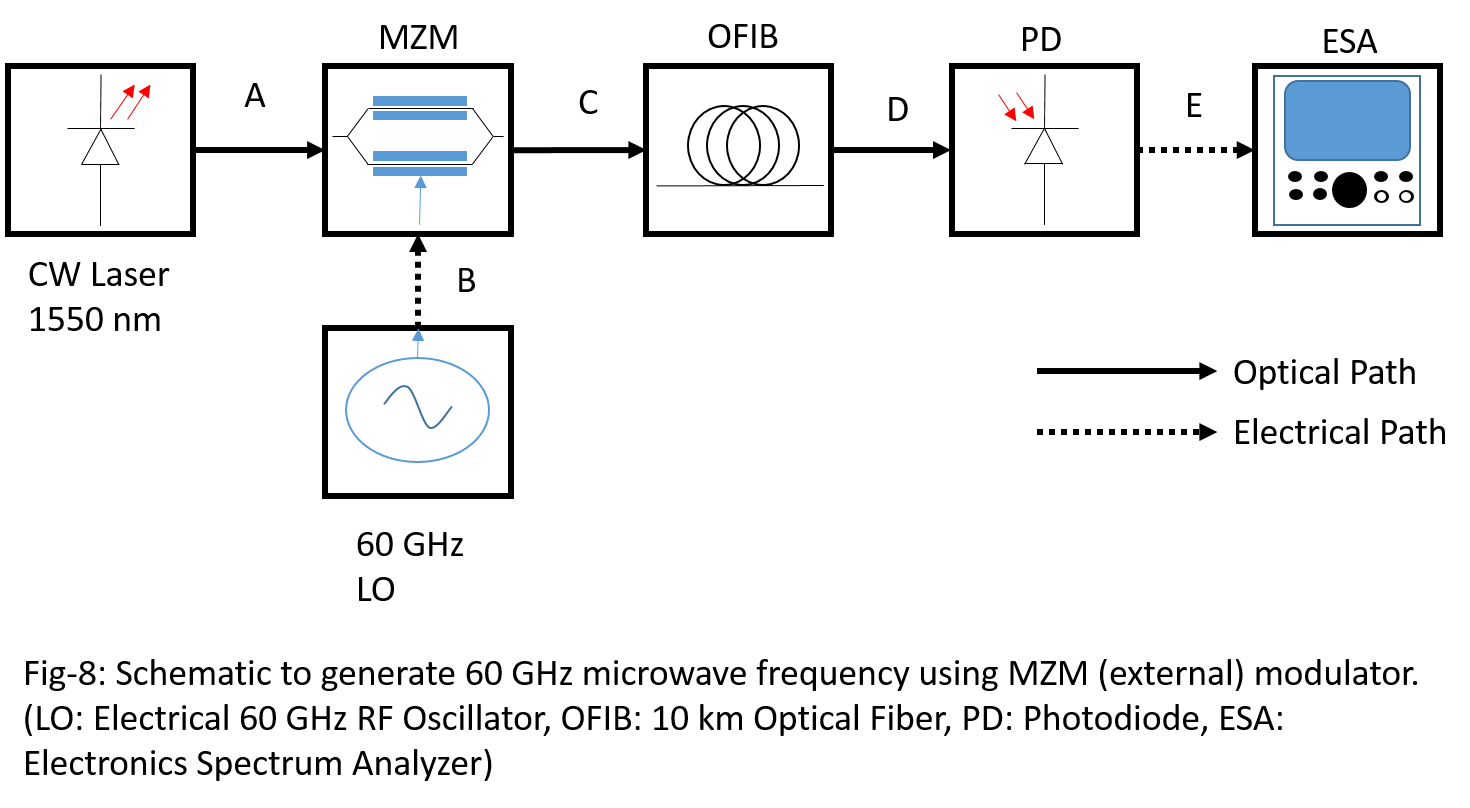 MZM
OFIB
PD
ESA
A
C
D
E
CW Laser
1550 nm
B
Optical Path
Electrical Path
60 GHz
LO
Fig-8: Schematic to generate 60 GHz microwave frequency using MZM (external) modulator.
(LO: Electrical 60 GHz RF Oscillator, OFIB: 10 km Optical Fiber, PD: Photodiode, ESA:
Electronics Spectrum Analyzer)